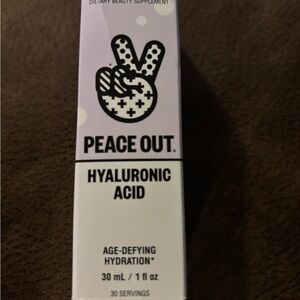 DIETARY BEAUTY SUPPLEMENT
PEACE OUT.
HYALURONIC
ACID
AGE-DEFYING
HYDRATION*
30 mL / 1 fl oz
30 SERVINGS